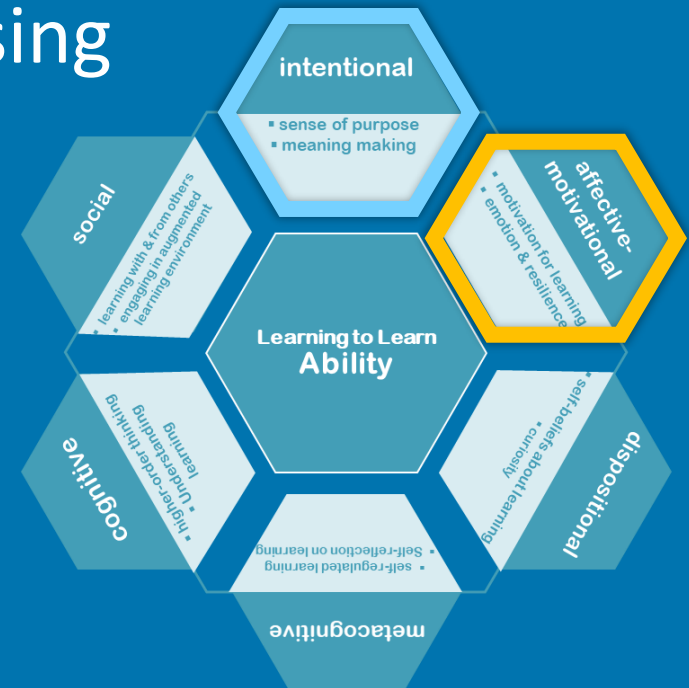 sing
intentional
▪ sense of purpose
▪ meaning making
affective-
motivational
▪ motivation for learning
▪ emotion & resilience
dispositional
▪ self-beliefs about learning
▪ curiosity
metacognitive
▪ self-regulated learning
▪ Self-reflection on learning
cognitive
▪ higher-order thinking
▪ Understanding
learning
social
▪ learning with & from others
▪ engaging in augmented
learning environment
Learning to Learn
Ability